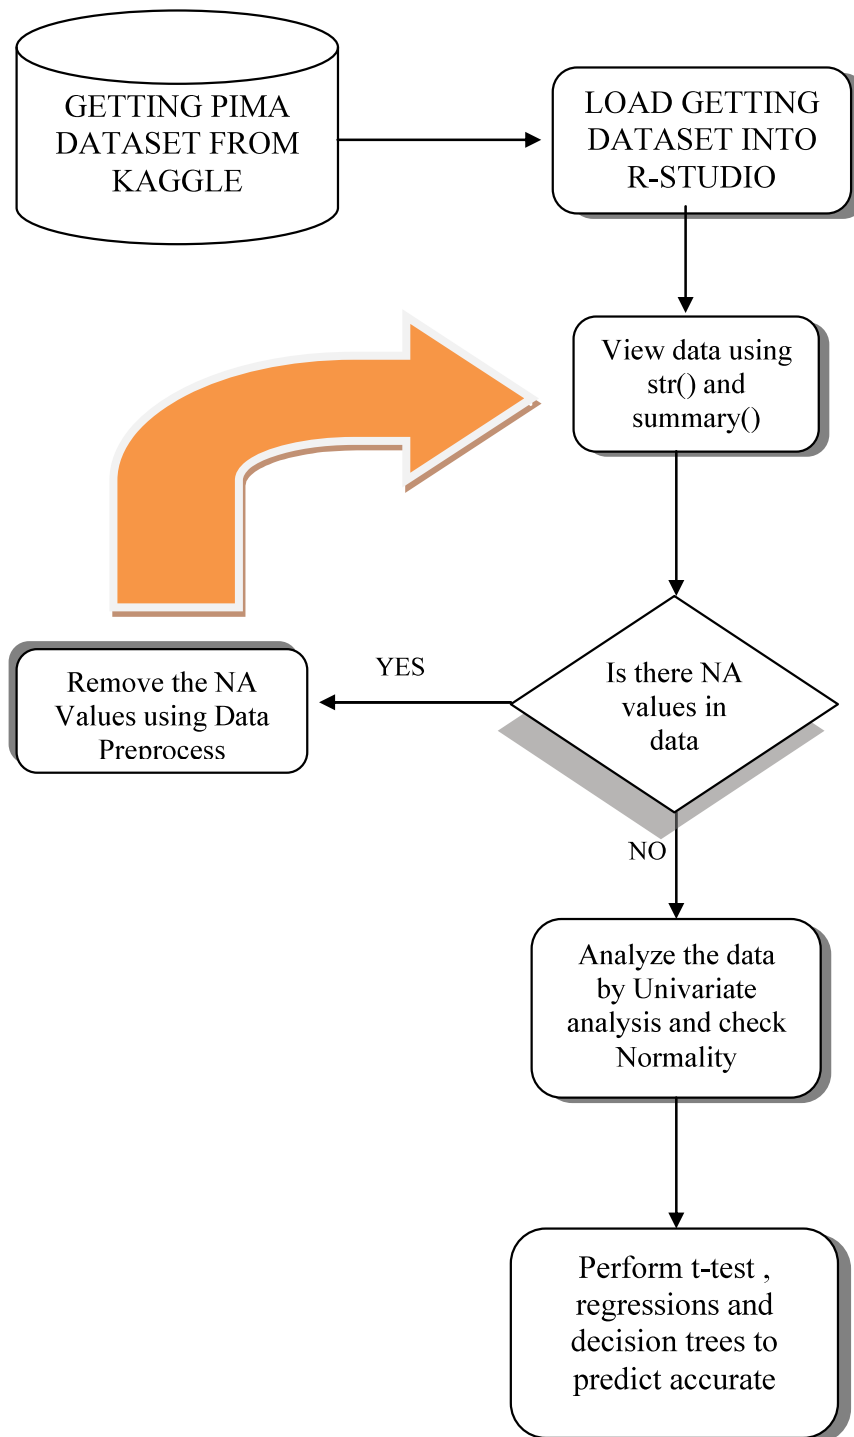 GETTING PIMA
DATASET FROM
KAGGLE
LOAD GETTING
DATASET INTO
R-STUDIO
View data using
str() and
summary()
Is there NA
values in
data
YES
Remove the NA
Values using Data
Preprocess
NO
Analyze the data
by Univariate
analysis and check
Normality
Perform t-test ,
regressions and
decision trees to
predict accurate